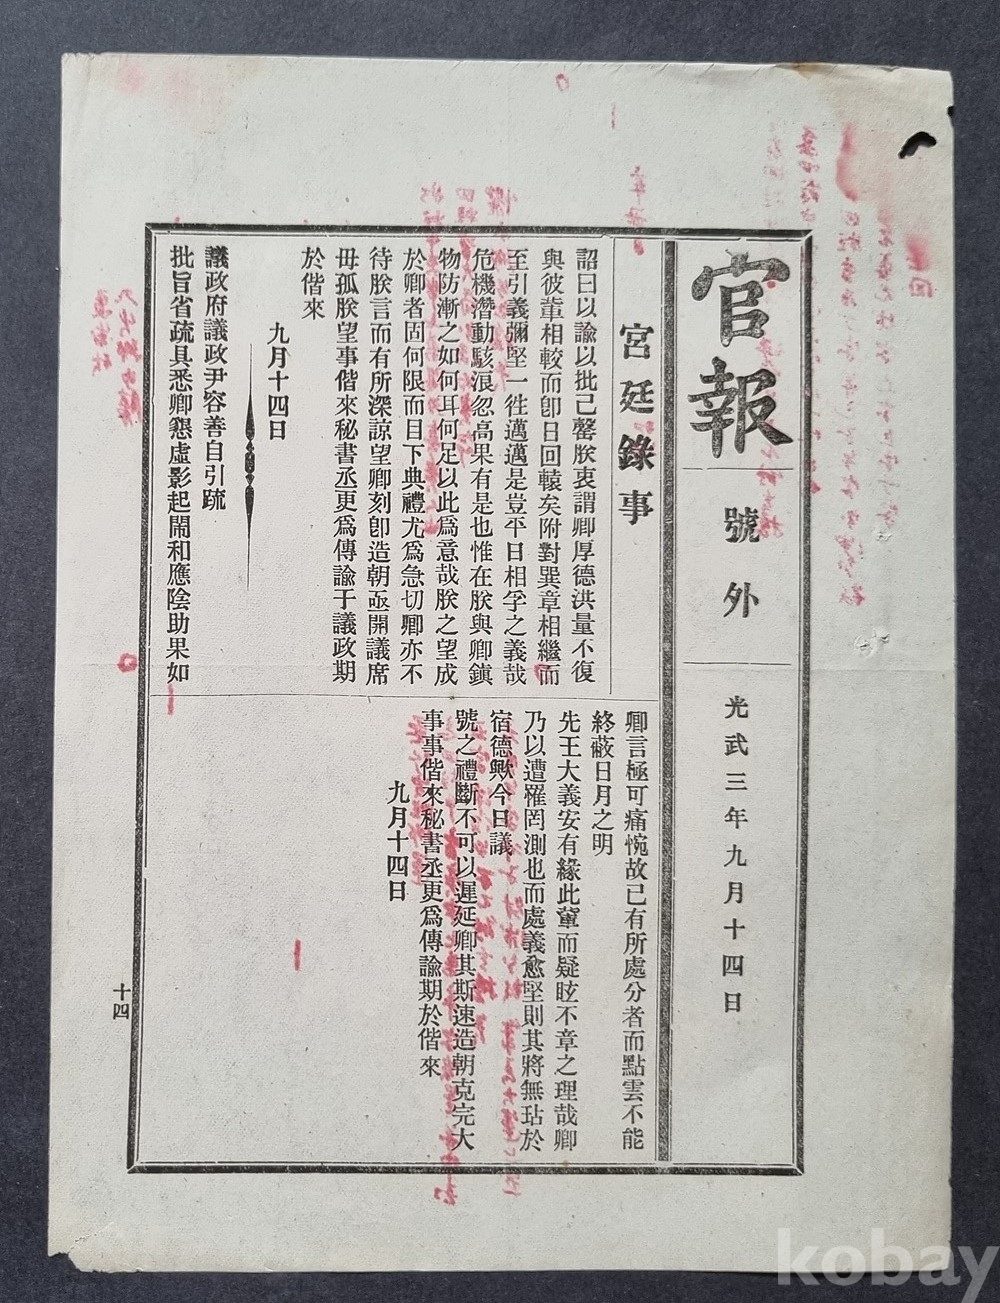 官報
號外
光武三年九月十四日
宮廷錄事
詔曰以諭以批已罄朕衷謂卿厚德洪量不復
與彼輩相較而卽日回轅矣附對巽章相繼而
至引義彌堅一徃邁邁是豈平日相孚之義哉
危機潛動駭浪忽高果有是也惟在朕與卿鎭
物防漸之如何耳何足以此爲意哉朕之望成
於卿者固何限而目下典禮尤爲急切卿亦不
待朕言而有所深諒望卿刻卽造朝亟開議席
毋孤朕望事偕來秘書丞更爲傳諭于議政期
於偕來
九月十四日
議政府議政尹容善自引疏
批旨省疏具悉卿懇虛影起鬧和應陰助果如
卿言極可痛惋故已有所處分者而點雲不能
終蔽日月之明
先王大義安有緣此輩而疑眩不章之理哉卿
乃以遭罹罔測也而處義愈堅則其將無玷於
宿德歟今日議
號之禮斷不可以遲延卿其斯速造朝克完大
事事偕來秘書丞更爲傳諭期於偕來
九月十四日
十四
kobay